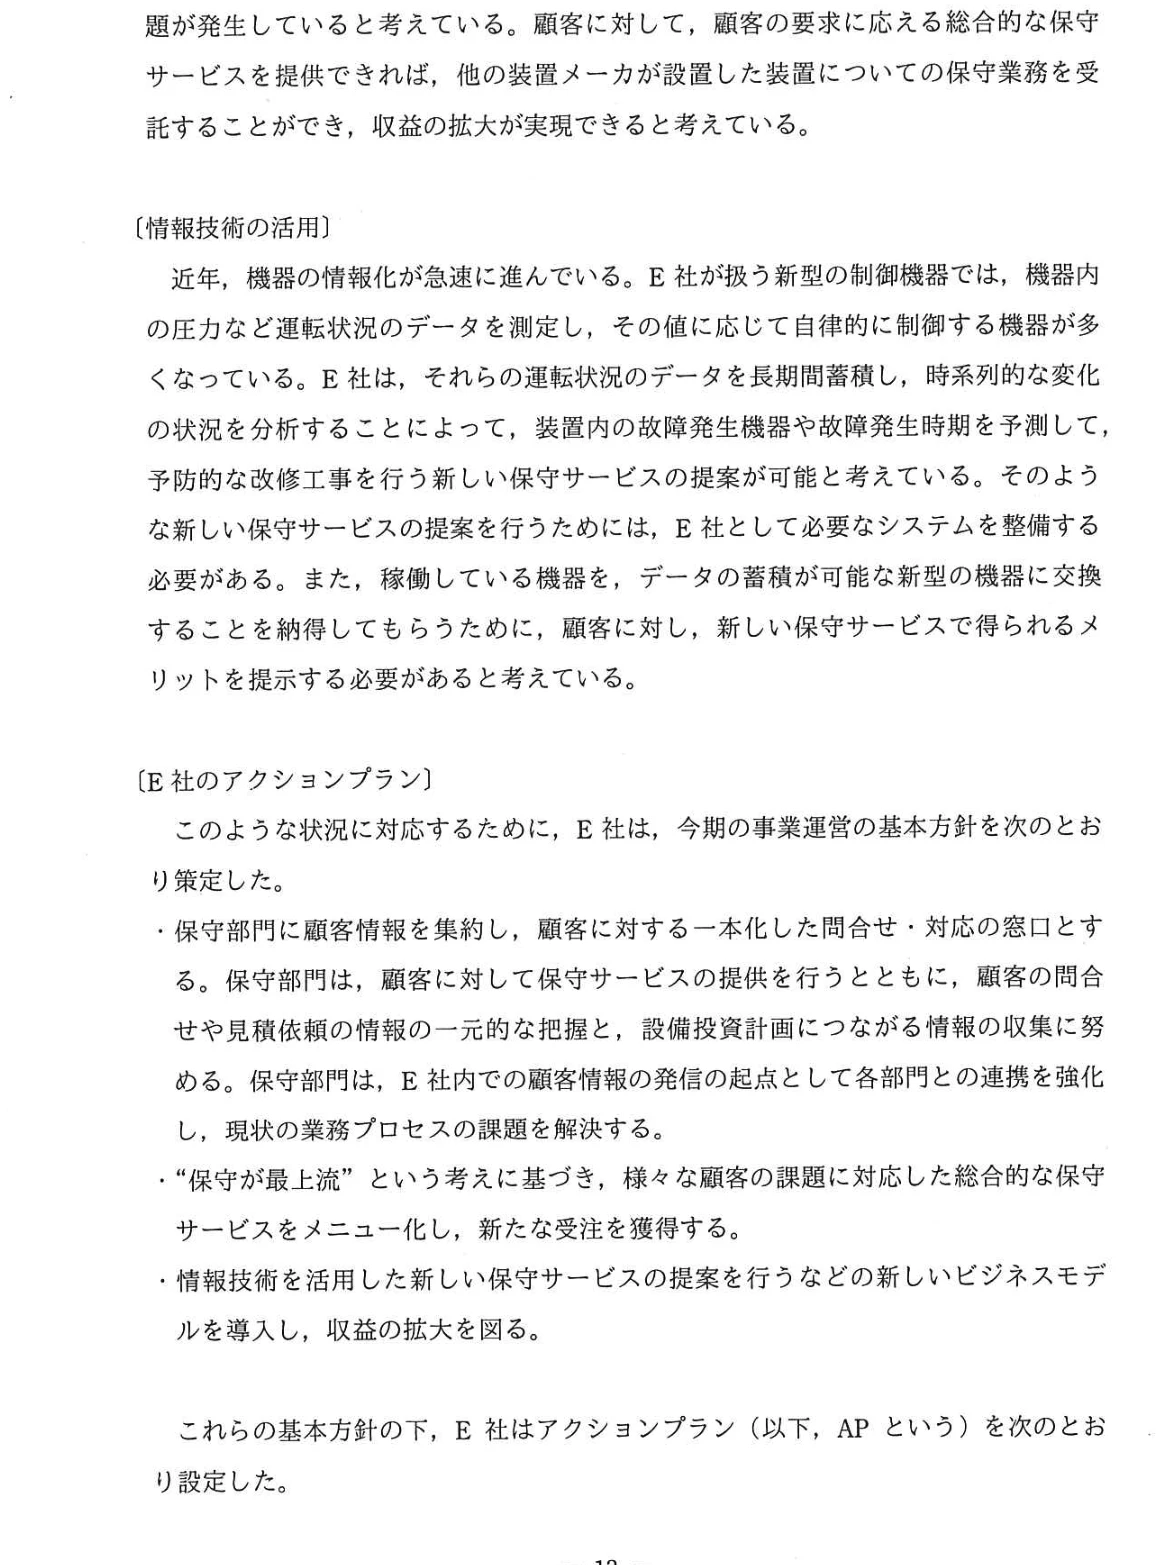 題が発生していると考えている。顧客に対して，顧客の要求に応える総合的な保守
サービスを提供できれば，他の装置メーカが設置した装置についての保守業務を受
託することができ，収益の拡大が実現できると考えている。
〔情報技術の活用〕
近年，機器の情報化が急速に進んでいる。E 社が扱う新型の制御機器では，機器内
の圧力など運転状況のデータを測定し，その値に応じて自律的に制御する機器が多
くなっている。E 社は，それらの運転状況のデータを長期間蓄積し，時系列的な変化
の状況を分析することによって，装置内の故障発生機器や故障発生時期を予測して，
予防的な改修工事を行う新しい保守サービスの提案が可能と考えている。そのよう
な新しい保守サービスの提案を行うためには，E 社として必要なシステムを整備する
必要がある。また，稼働している機器を，データの蓄積が可能な新型の機器に交換
することを納得してもらうために，顧客に対し，新しい保守サービスで得られるメ
リットを提示する必要があると考えている。
〔E 社のアクションプラン〕
このような状況に対応するために，E 社は，今期の事業運営の基本方針を次のとお
り策定した。
・保守部門に顧客情報を集約し，顧客に対する一本化した問合せ・対応の窓口とす
る。保守部門は，顧客に対して保守サービスの提供を行うとともに，顧客の問合
せや見積依頼の情報の一元的な把握と，設備投資計画につながる情報の収集に努
める。保守部門は，E 社内での顧客情報の発信の起点として各部門との連携を強化
し，現状の業務プロセスの課題を解決する。
・“保守が最上流” という考えに基づき，様々な顧客の課題に対応した総合的な保守
サービスをメニュー化し，新たな受注を獲得する。
・情報技術を活用した新しい保守サービスの提案を行うなどの新しいビジネスモデ
ルを導入し，収益の拡大を図る。
これらの基本方針の下，E 社はアクションプラン（以下，AP という）を次のとお
り設定した。